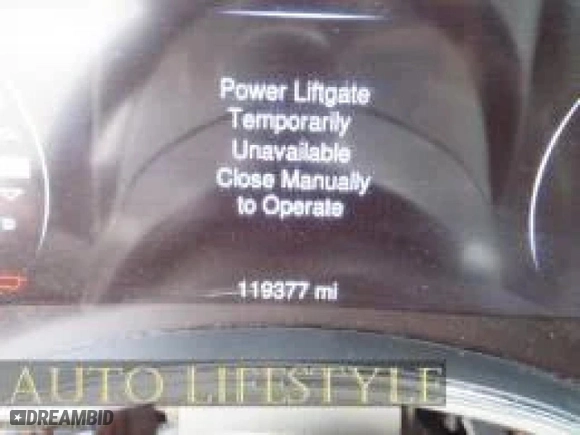 Power Liftgate
Temporarily
Unavailable
Close Manually
to Operate
119377 mi
AUTO LIFESTYLE
DREAMBID